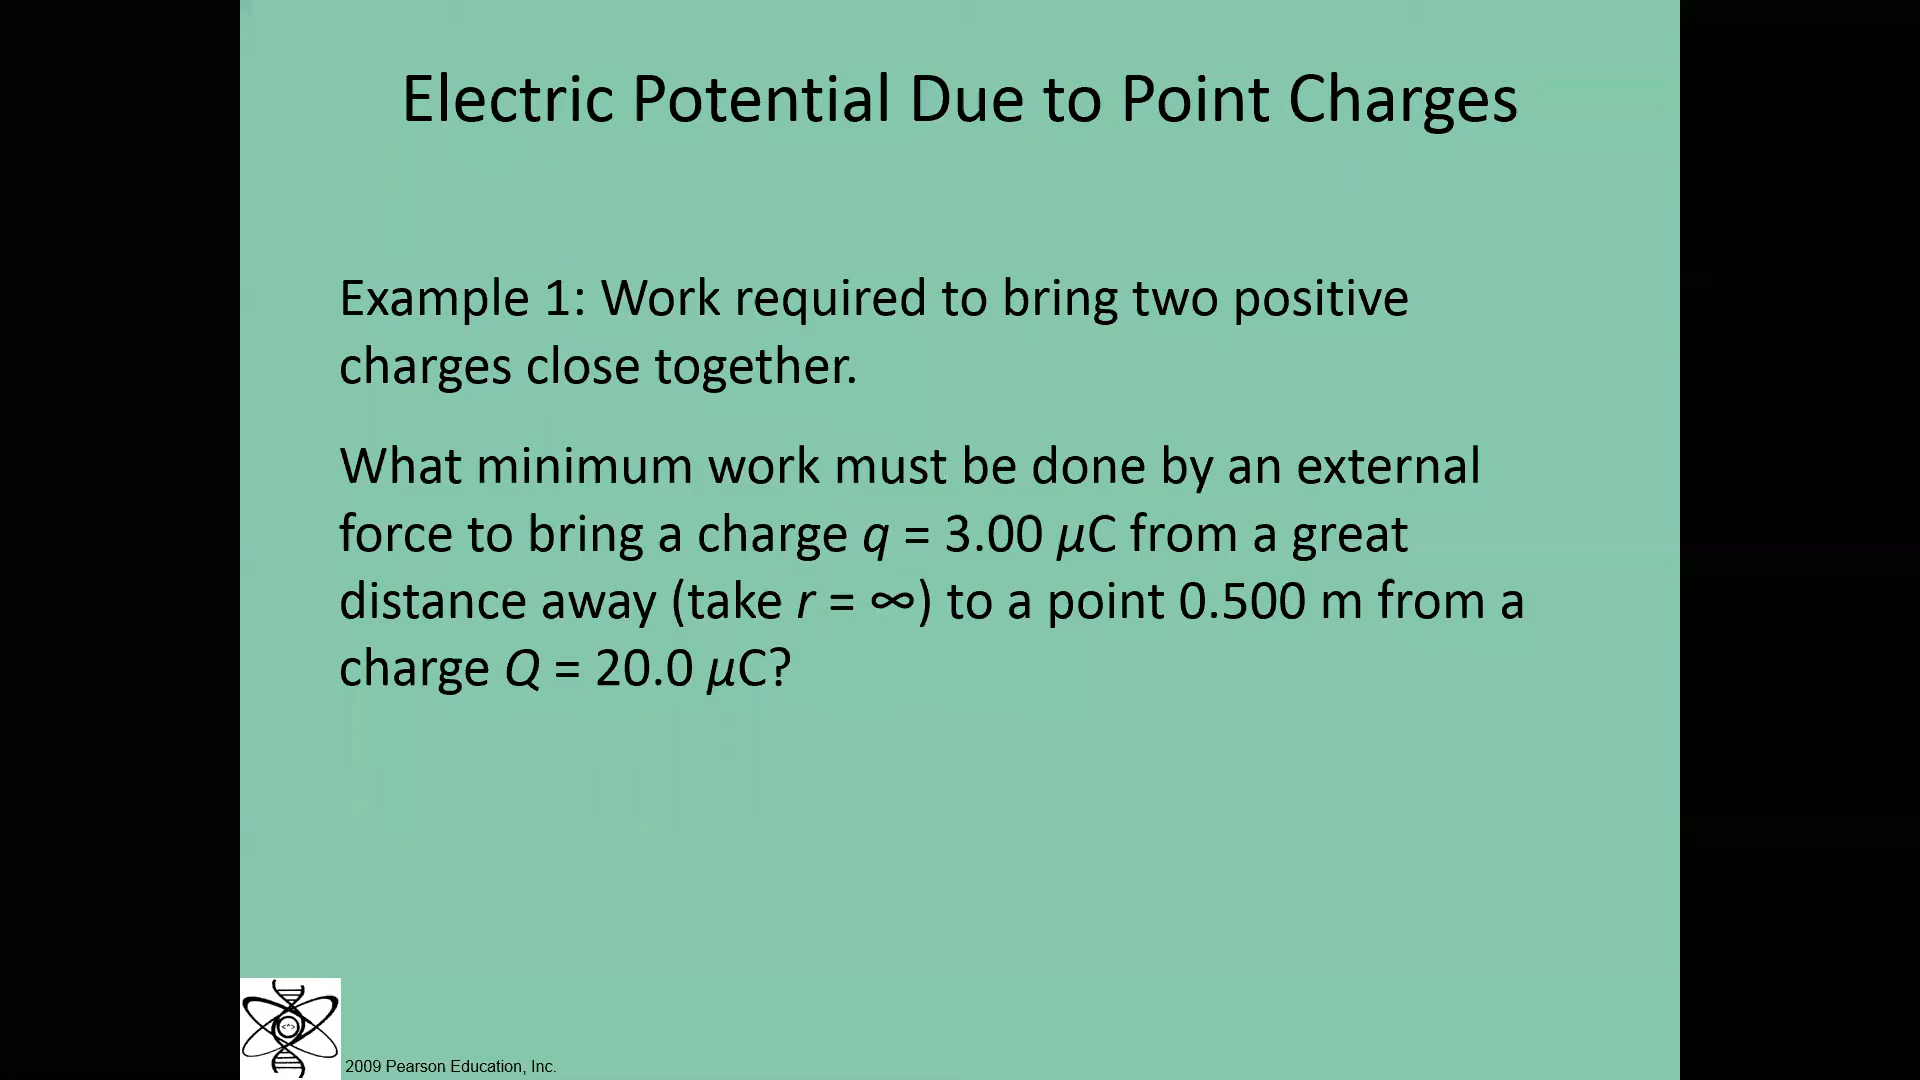 Electric Potential Due to Point Charges
Example 1: Work required to bring two positive
charges close together.
What minimum work must be done by an external
force to bring a charge q = 3.00 μC from a great
distance away (take r = ∞) to a point 0.500 m from a
charge Q = 20.0 μC?
<^>
2009 Pearson Education, Inc.